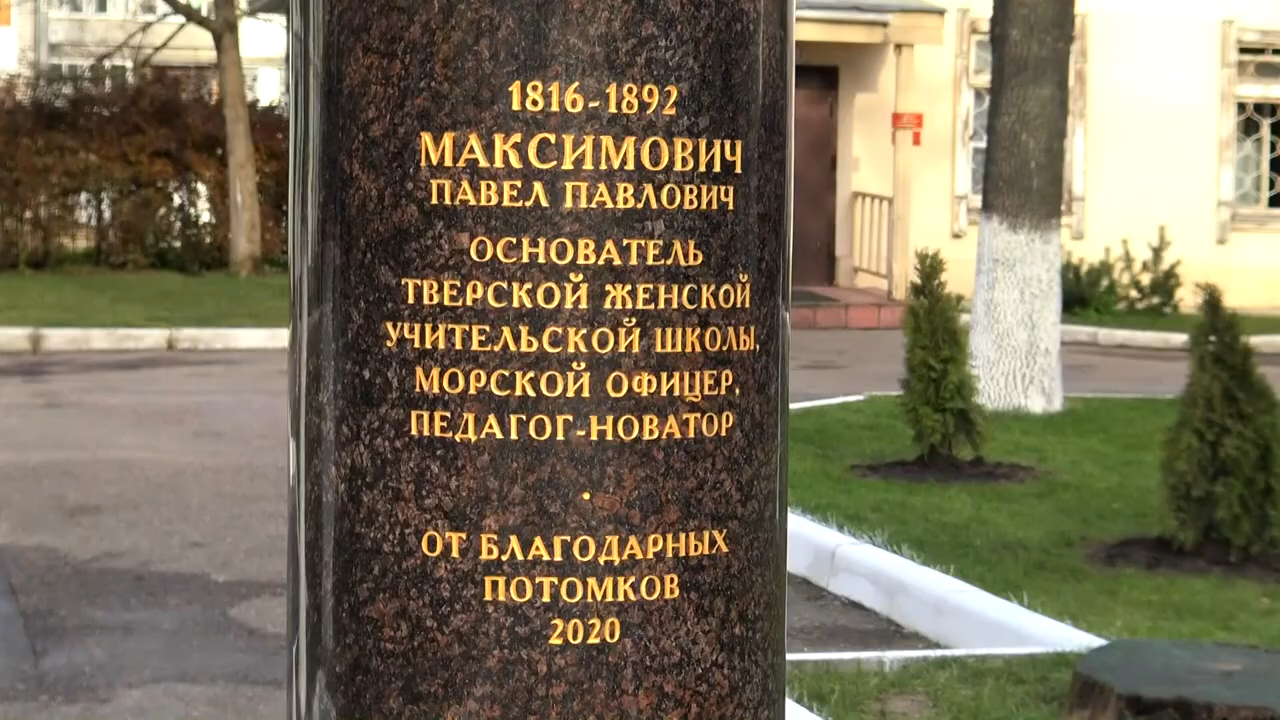 1816-1892
МАКСИМОВИЧ
ПАВЕЛ ПАВЛОВИЧ
ОСНОВАТЕЛЬ
ТВЕРСКОЙ ЖЕНСКОЙ
УЧИТЕЛЬСКОЙ ШКОЛЫ,
МОРСКОЙ ОФИЦЕР,
ПЕДАГОГ-НОВАТОР
ОТ БЛАГОДАРНЫХ
ПОТОМКОВ
2020